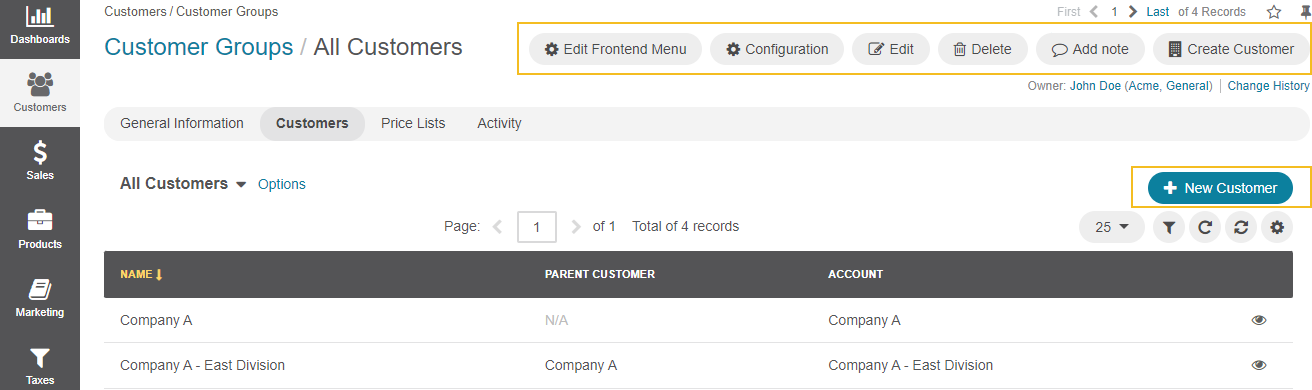 Dashboards
Customers
Sales
Products
Marketing
Taxes
Customers / Customer Groups
First 1 Last of 4 Records
Customer Groups / All Customers
Edit Frontend Menu Configuration Edit Delete Add note Create Customer
Owner: John Doe (Acme, General) | Change History
General Information Customers Price Lists Activity
All Customers Options
New Customer
Page: 1 of 1 Total of 4 records 25
NAME PARENT CUSTOMER ACCOUNT
Company A N/A Company A
Company A - East Division Company A Company A - East Division